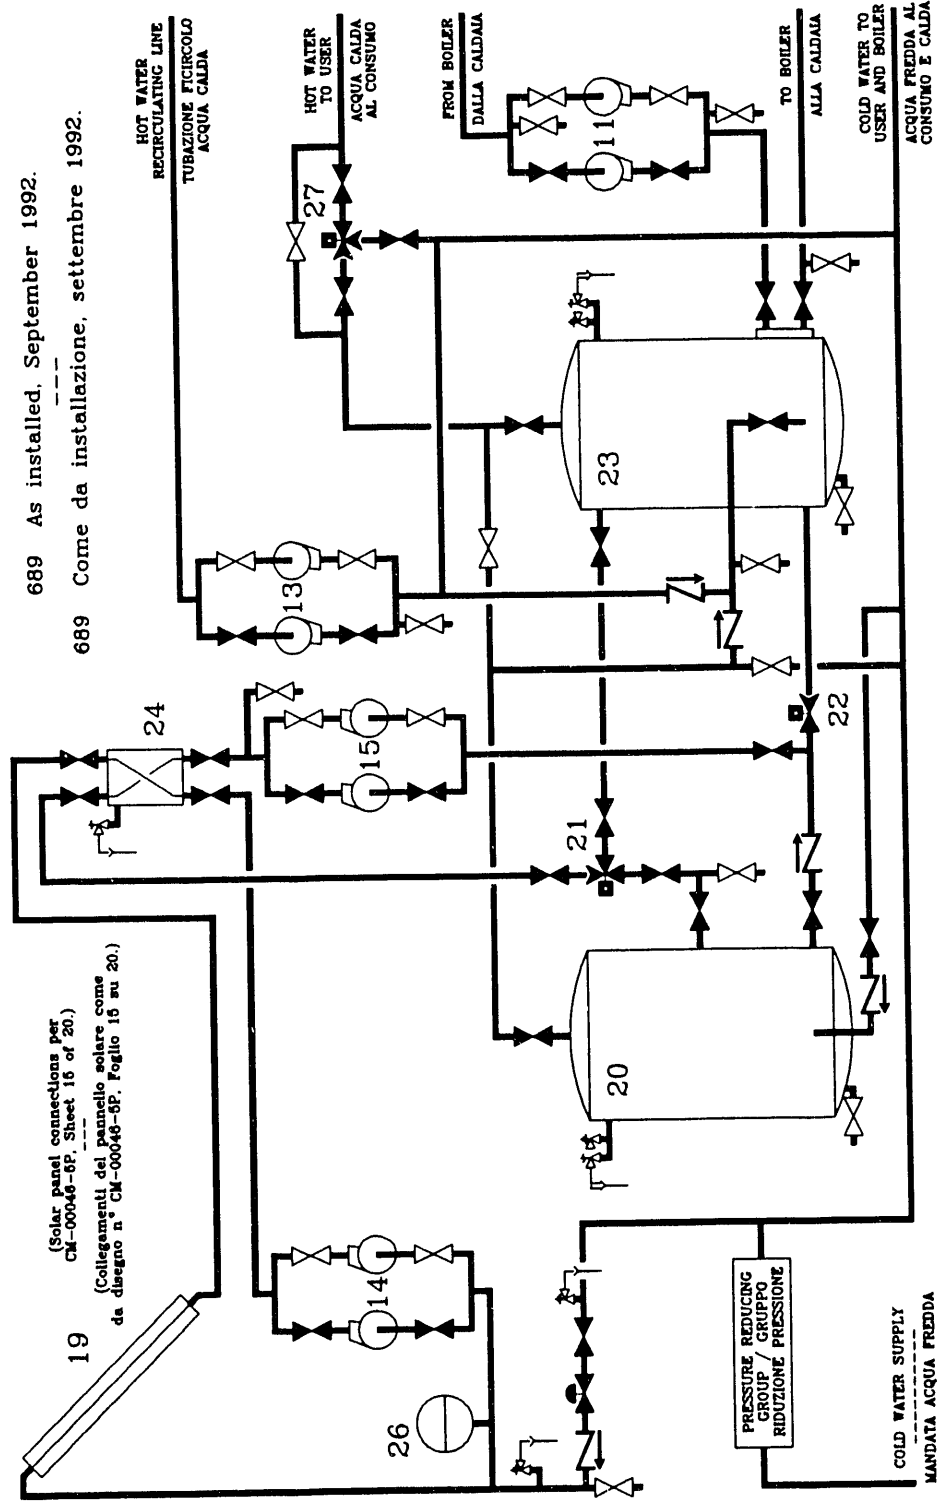 689 As installed, September 1992.
---
689 Come da installazione, settembre 1992.
HOT WATER
RECIRCULATING LINE
TUBAZIONE FICIRCOLO
ACQUA CALDA
HOT WATER
TO USER
ACQUA CALDA
AL CONSUMO
FROM BOILER
DALLA CALDAIA
TO BOILER
ALLA CALDAIA
COLD WATER TO
USER AND BOILER
ACQUA FREDDA AL
CONSUMO E CALDA
(Solar panel connections per
CM-00046-5P, Sheet 15 of 20.)
----
(Collegamenti del pannello solare come
da disegno n° CM-00046-5P. Foglio 15 su 20.)
19
24
15
13
27
11
14
26
21
22
23
20
PRESSURE REDUCING
GROUP / GRUPPO
RIDUZIONE PRESSIONE
COLD WATER SUPPLY
----------
MANDATA ACQUA FREDDA